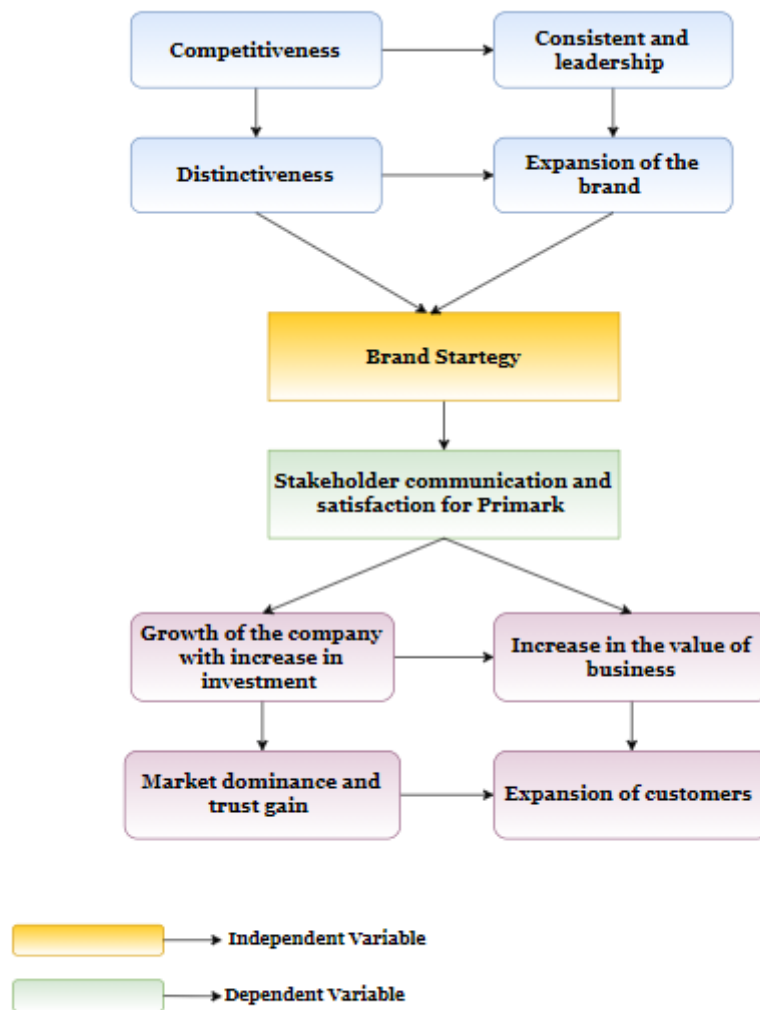 Competitiveness
Consistent and
leadership
Distinctiveness
Expansion of the
brand
Brand Startegy
Stakeholder communication and
satisfaction for Primark
Growth of the company
with increase in
investment
Increase in the value of
business
Market dominance and
trust gain
Expansion of customers
Independent Variable
Dependent Variable